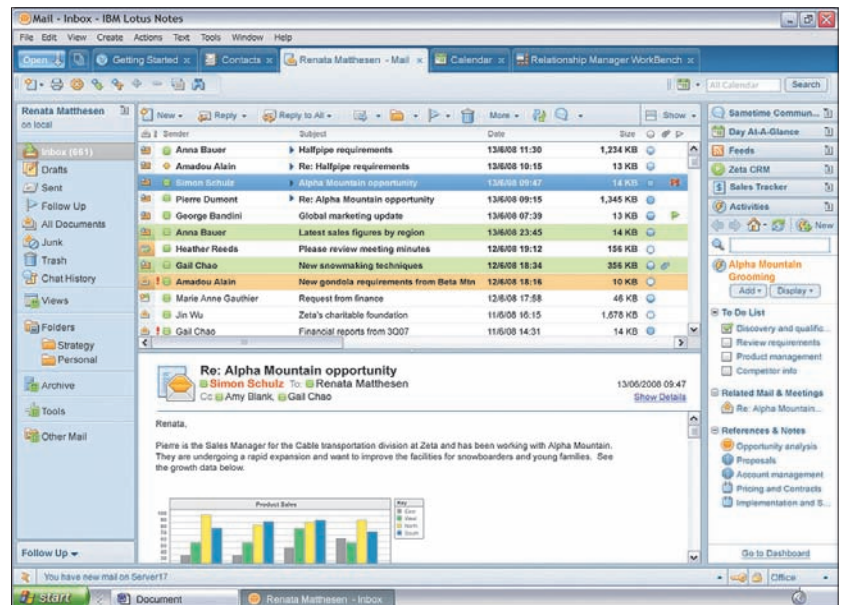 Mail - Inbox - IBM Lotus Notes
File Edit View Create Actions Text Tools Window Help
Open Getting Started Contacts Renata Matthesen - Mail Calendar Relationship Manager WorkBench
All Calendar Search
Renata Matthesen
on local
Inbox (661)
Drafts
Sent
Follow Up
All Documents
Junk
Trash
Chat History
Views
Folders
Strategy
Personal
Archive
Tools
Other Mail
Follow Up
New Reply Reply to All More Show
Sender Subject Date Size
Anna Bauer Halfpipe requirements 13/6/08 11:30 1,234 KB
Amadou Alain Re: Halfpipe requirements 13/6/08 10:15 13 KB
Simon Schulz Alpha Mountain opportunity 13/6/08 09:47 14 KB
Pierre Dumont Re: Alpha Mountain opportunity 13/6/08 09:15 1,345 KB
George Bandini Global marketing update 13/6/08 07:39 13 KB
Anna Bauer Latest sales figures by region 13/6/08 23:45 14 KB
Heather Reeds Please review meeting minutes 12/6/08 19:12 156 KB
Gail Chao New snowmaking techniques 12/6/08 18:34 356 KB
Amadou Alain New gondola requirements from Beta Mtn 12/6/08 18:16 10 KB
Marie Anne Gauthier Request from finance 12/6/08 17:58 46 KB
Jin Wu Zeta's charitable foundation 11/6/08 16:15 1,678 KB
Gail Chao Financial reports from 3Q07 11/6/08 14:31 14 KB
Re: Alpha Mountain opportunity
Simon Schulz To: Renata Matthesen
Cc Amy Blank, Gail Chao
13/06/2008 09:47
Show Details
Renata,
Pierre is the Sales Manager for the Cable transportation division at Zeta and has been working with Alpha Mountain.
They are undergoing a rapid expansion and want to improve the facilities for snowboarders and young families. See
the growth data below.
Product Sales
Key
East
West
North
South
100
90
80
70
60
50
40
30
Sametime Commun...
Day At-A-Glance
Feeds
Zeta CRM
Sales Tracker
Activities
New
Alpha Mountain
Grooming
Add Display
To Do List
Discovery and qualific...
Review requirements
Product management
Competitor info
Related Mail & Meetings
Re: Alpha Mountain...
References & Notes
Opportunity analysis
Proposals
Account management
Pricing and Contracts
Implementation and S...
Go to Dashboard
You have new mail on Server17
Office
start Document Renata Matthesen - Inbox